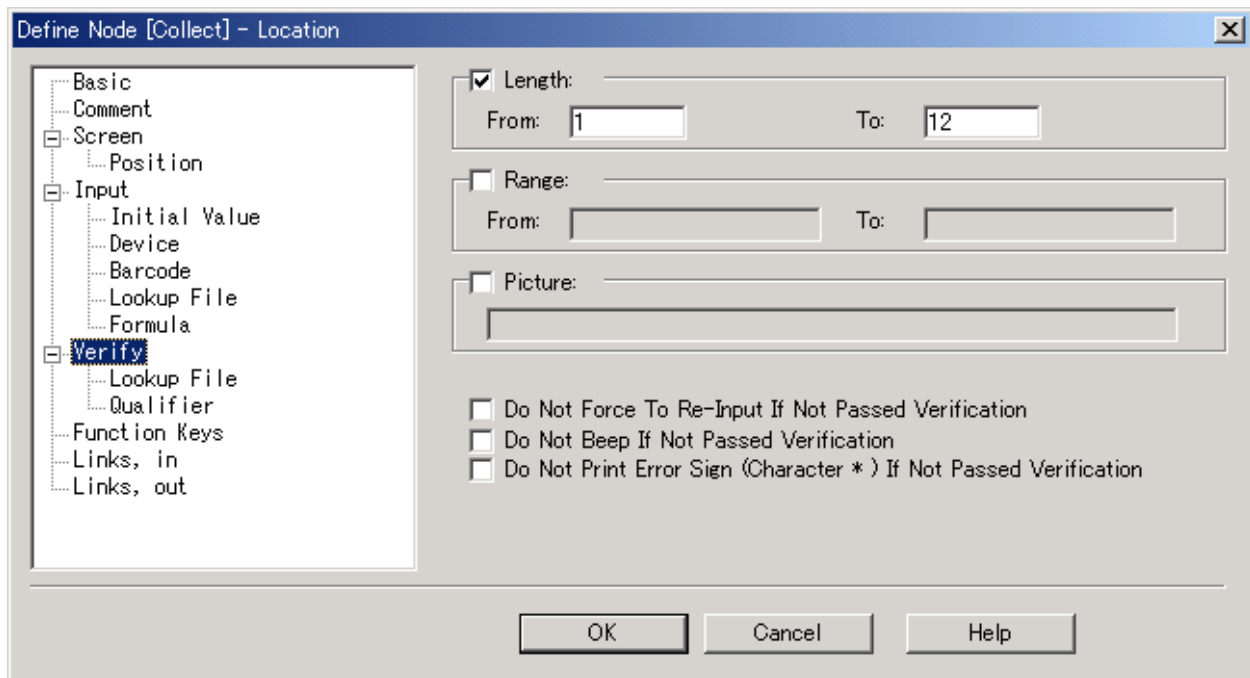 Define Node [Collect] - Location
Basic
Comment
Screen
Position
Input
Initial Value
Device
Barcode
Lookup File
Formula
Verify
Lookup File
Qualifier
Function Keys
Links, in
Links, out
Length:
From: 1 To: 12
Range:
From: To:
Picture:
Do Not Force To Re-Input If Not Passed Verification
Do Not Beep If Not Passed Verification
Do Not Print Error Sign (Character * ) If Not Passed Verification
OK Cancel Help